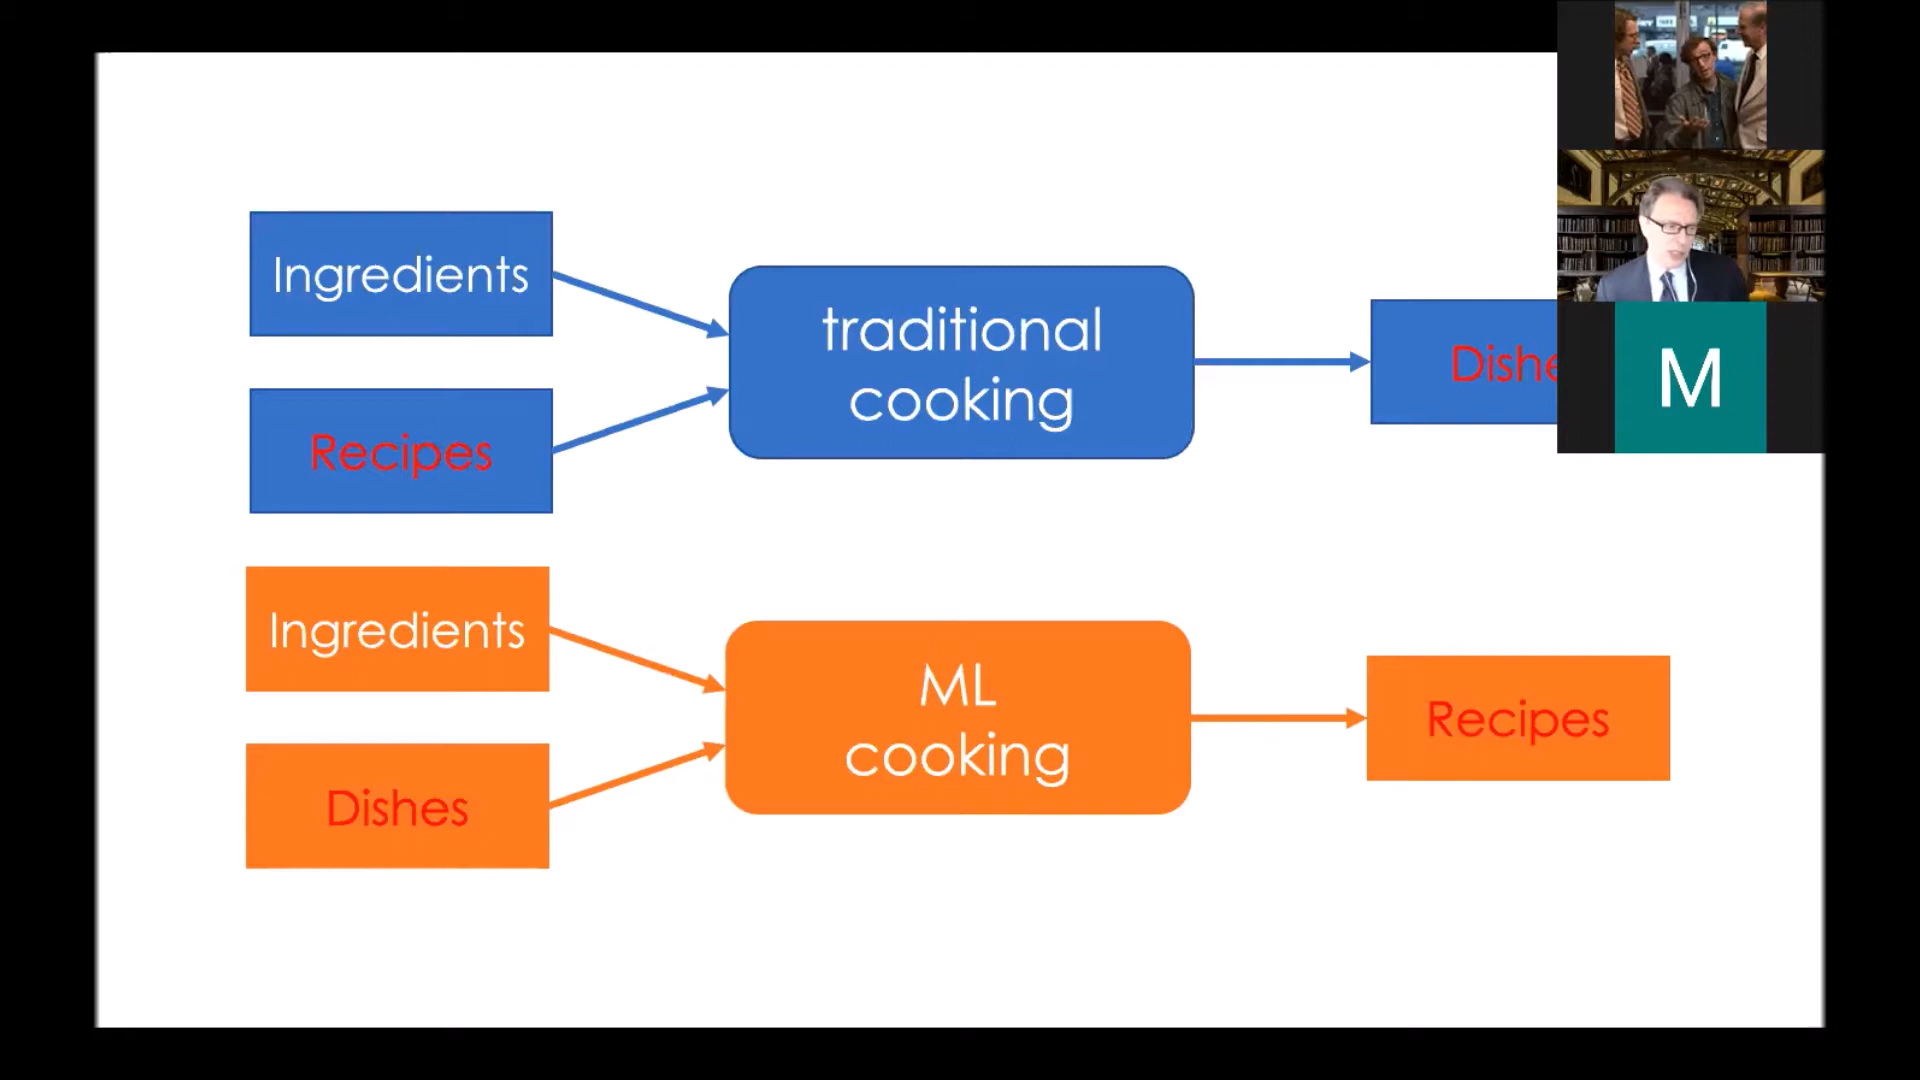 Ingredients
traditional
cooking
Recipes
M
Ingredients
ML
cooking
Recipes
Dishes